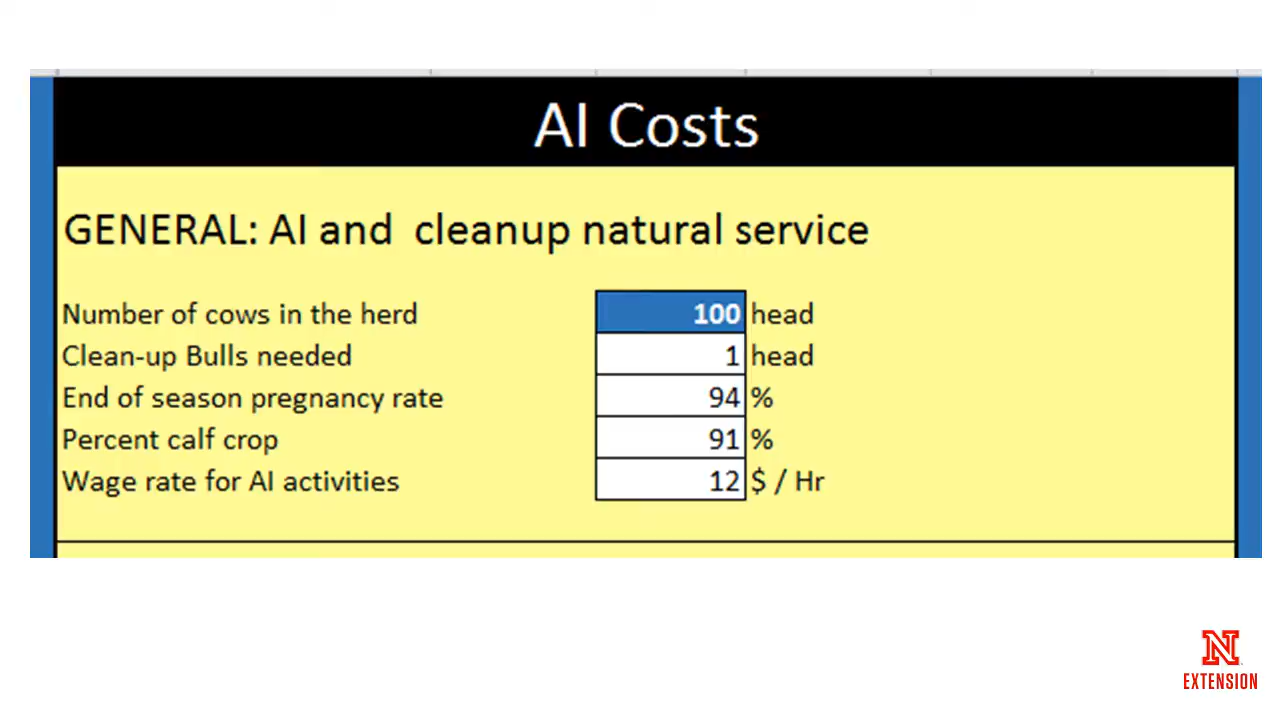 AI Costs
GENERAL: AI and cleanup natural service
Number of cows in the herd 100 head
Clean-up Bulls needed 1 head
End of season pregnancy rate 94 %
Percent calf crop 91 %
Wage rate for AI activities 12 $ / Hr
N
EXTENSION